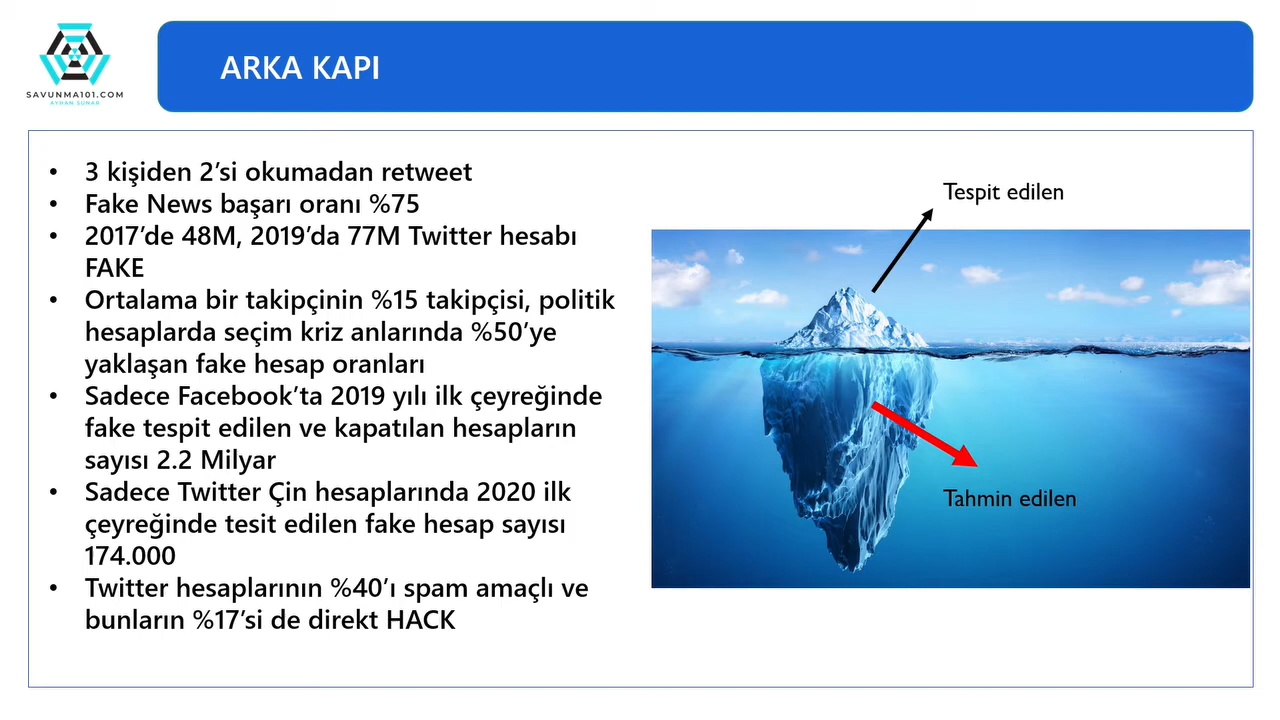 SAVUNMA101.COM
AYHAN SUNAR
ARKA KAPI
• 3 kişiden 2’si okumadan retweet
• Fake News başarı oranı %75
• 2017’de 48M, 2019’da 77M Twitter hesabı
FAKE
• Ortalama bir takipçinin %15 takipçisi, politik
hesaplarda seçim kriz anlarında %50’ye
yaklaşan fake hesap oranları
• Sadece Facebook’ta 2019 yılı ilk çeyreğinde
fake tespit edilen ve kapatılan hesapların
sayısı 2.2 Milyar
• Sadece Twitter Çin hesaplarında 2020 ilk
çeyreğinde tesit edilen fake hesap sayısı
174.000
• Twitter hesaplarının %40’ı spam amaçlı ve
bunların %17’si de direkt HACK
Tespit edilen
Tahmin edilen